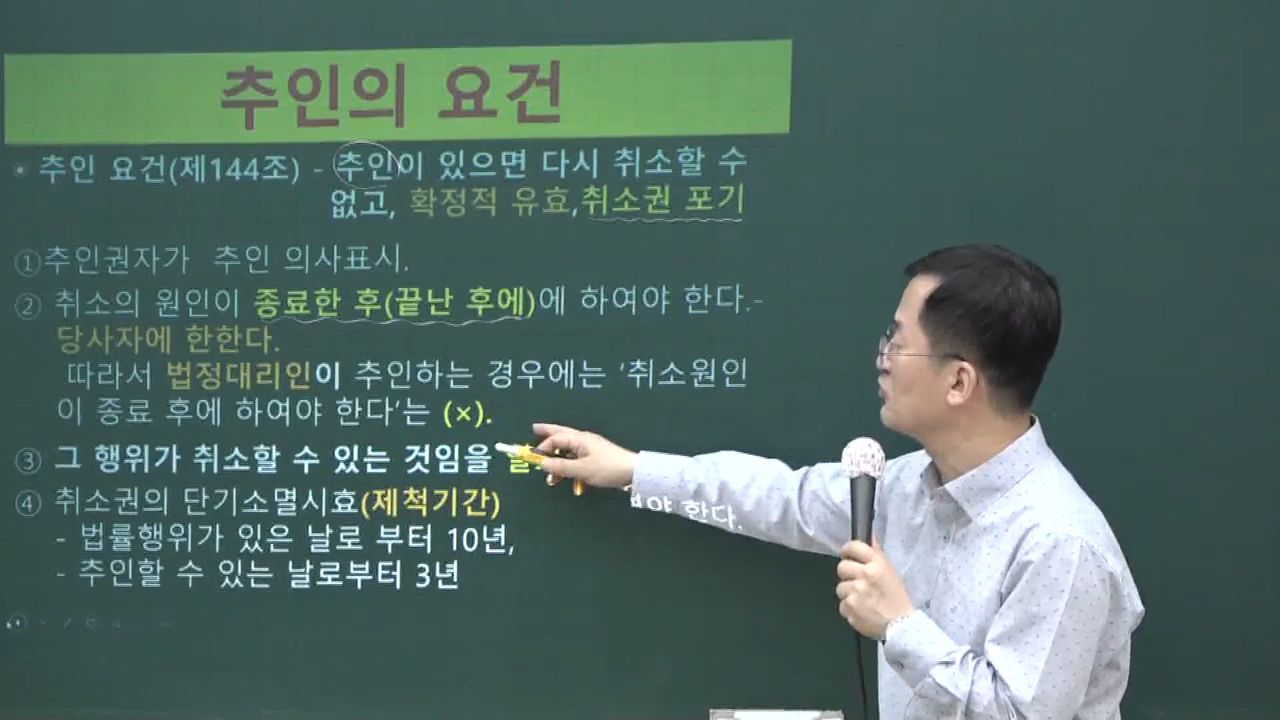 추인의 요건
• 추인 요건(제144조) - 추인이 있으면 다시 취소할 수
없고, 확정적 유효,취소권 포기
①추인권자가 추인 의사표시.
② 취소의 원인이 종료한 후(끝난 후에)에 하여야 한다.-
당사자에 한한다.
따라서 법정대리인이 추인하는 경우에는 '취소원인
이 종료 후에 하여야 한다'는 (×).
③ 그 행위가 취소할 수 있는 것임을
한다.
④ 취소권의 단기소멸시효(제척기간)
- 법률행위가 있은 날로 부터 10년,
- 추인할 수 있는 날로부터 3년